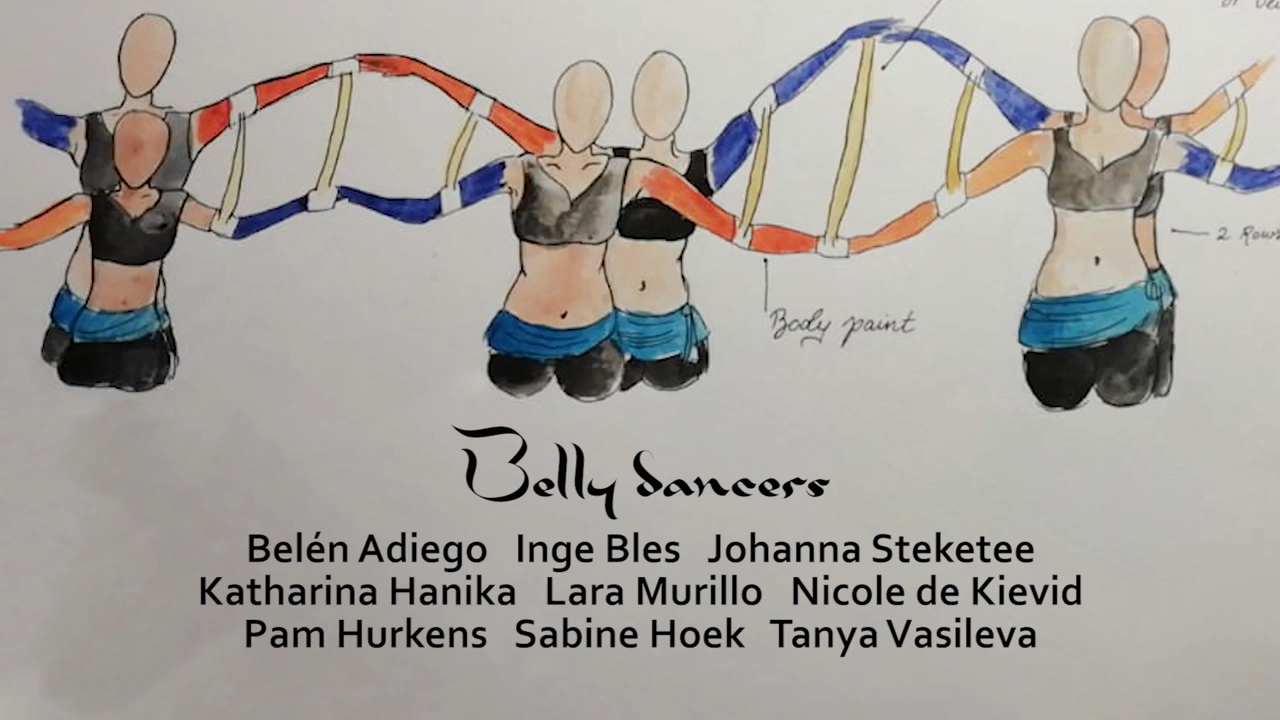 Body paint
2 Rows
Belly dancers
Belén Adiego   Inge Bles   Johanna Steketee
Katharina Hanika   Lara Murillo   Nicole de Kievid
Pam Hurkens   Sabine Hoek   Tanya Vasileva